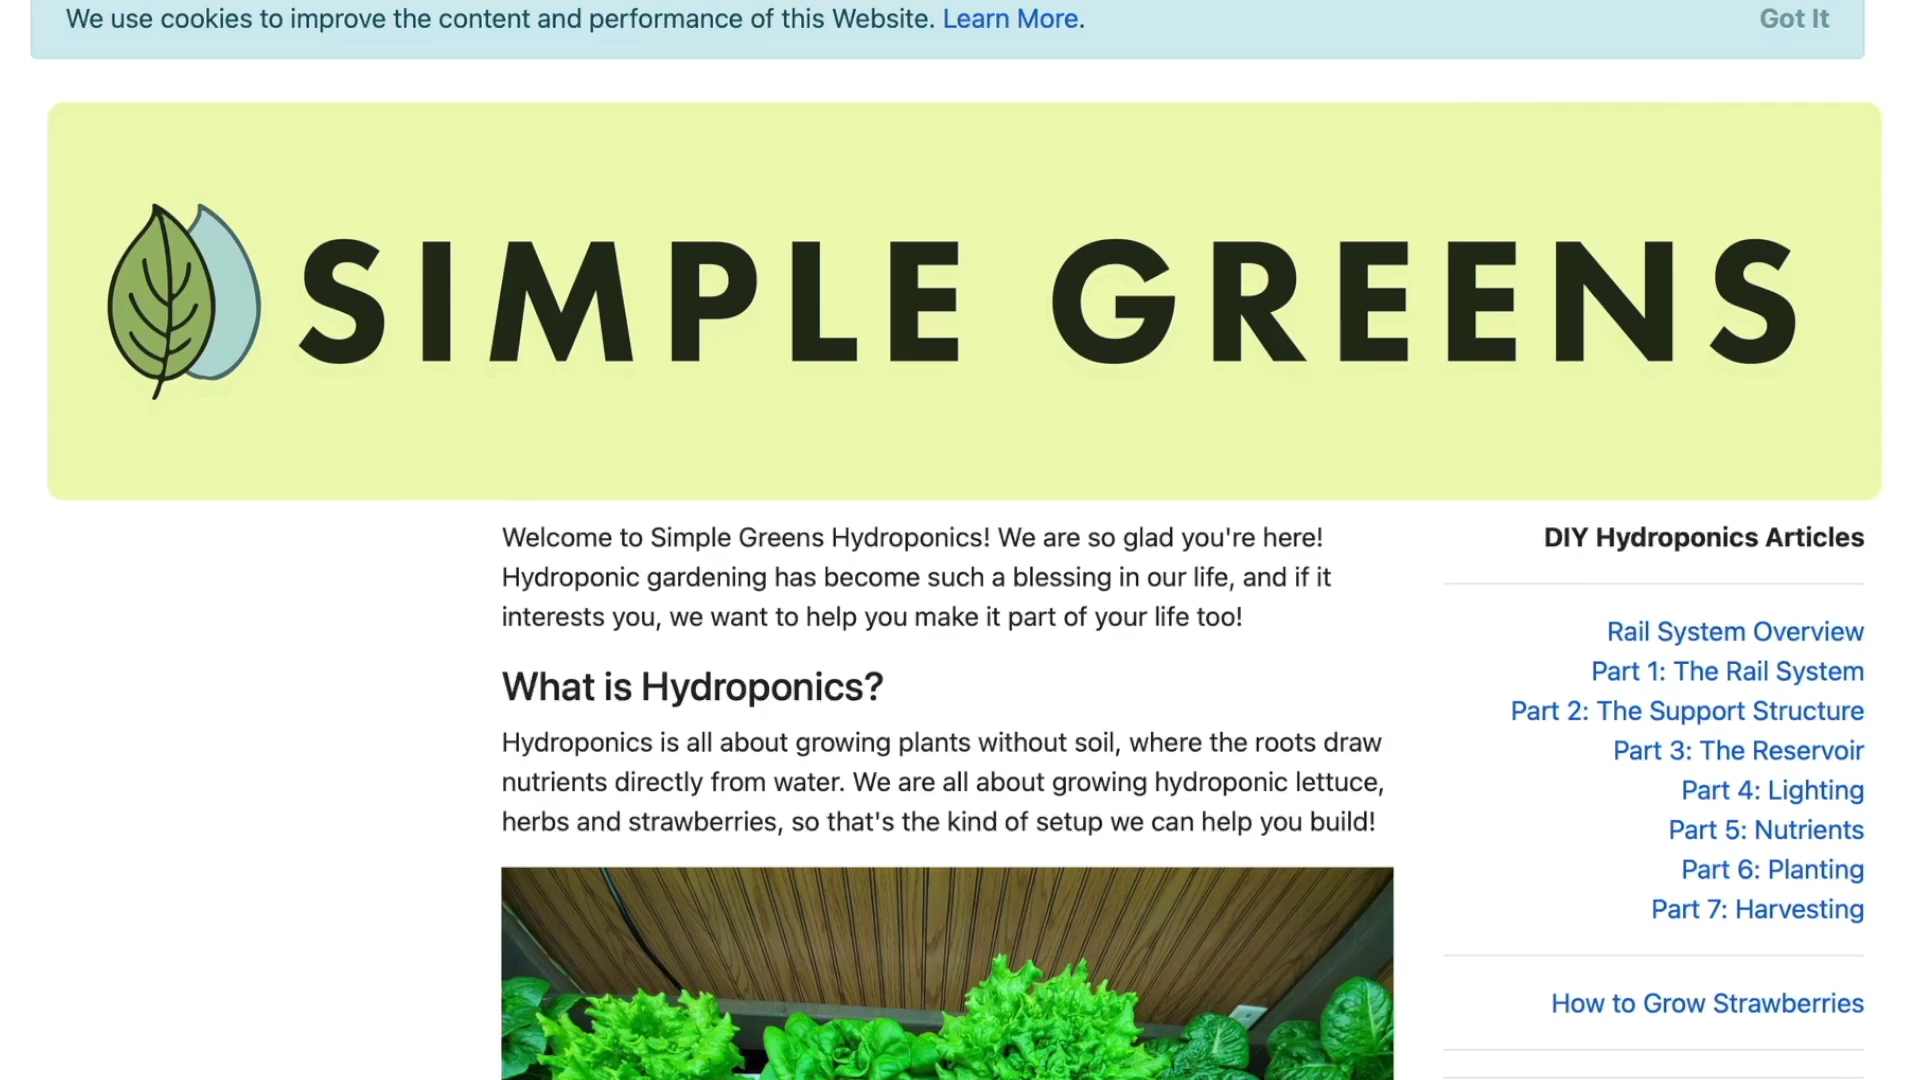 We use cookies to improve the content and performance of this Website. Learn More.
Got It
SIMPLE GREENS
Welcome to Simple Greens Hydroponics! We are so glad you're here!
Hydroponic gardening has become such a blessing in our life, and if it
interests you, we want to help you make it part of your life too!
What is Hydroponics?
Hydroponics is all about growing plants without soil, where the roots draw
nutrients directly from water. We are all about growing hydroponic lettuce,
herbs and strawberries, so that's the kind of setup we can help you build!
DIY Hydroponics Articles
Rail System Overview
Part 1: The Rail System
Part 2: The Support Structure
Part 3: The Reservoir
Part 4: Lighting
Part 5: Nutrients
Part 6: Planting
Part 7: Harvesting
How to Grow Strawberries